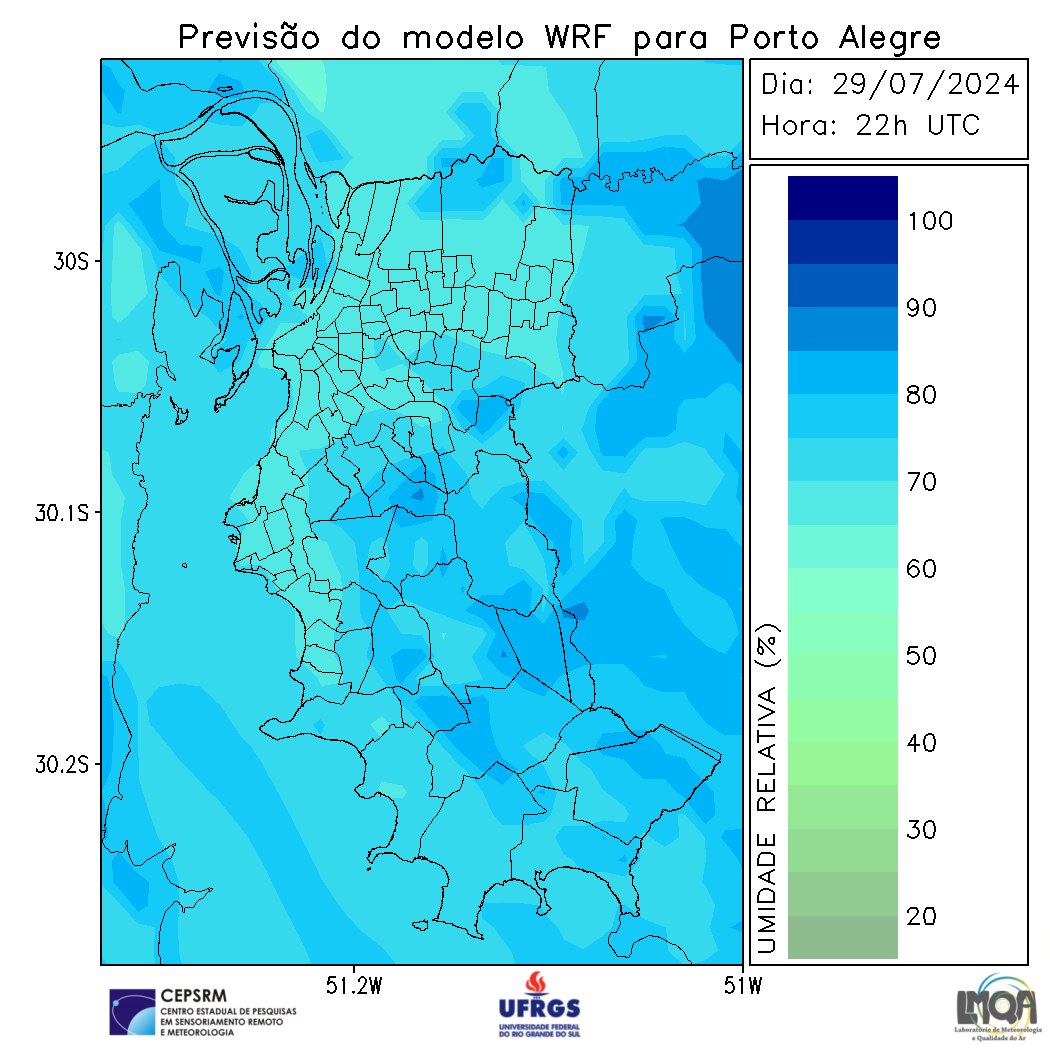 Previsão do modelo WRF para Porto Alegre
Dia: 29/07/2024
Hora: 22h UTC
30S
30.1S
30.2S
51.2W
51W
100
90
80
70
60
50
40
30
20
UMIDADE RELATIVA (%)
CEPSRM
CENTRO ESTADUAL DE PESQUISAS
EM SENSORIAMENTO REMOTO
E METEOROLOGIA
UFRGS
UNIVERSIDADE FEDERAL
DO RIO GRANDE DO SUL
LMQA
Laboratório de Meteorologia
e Qualidade do Ar